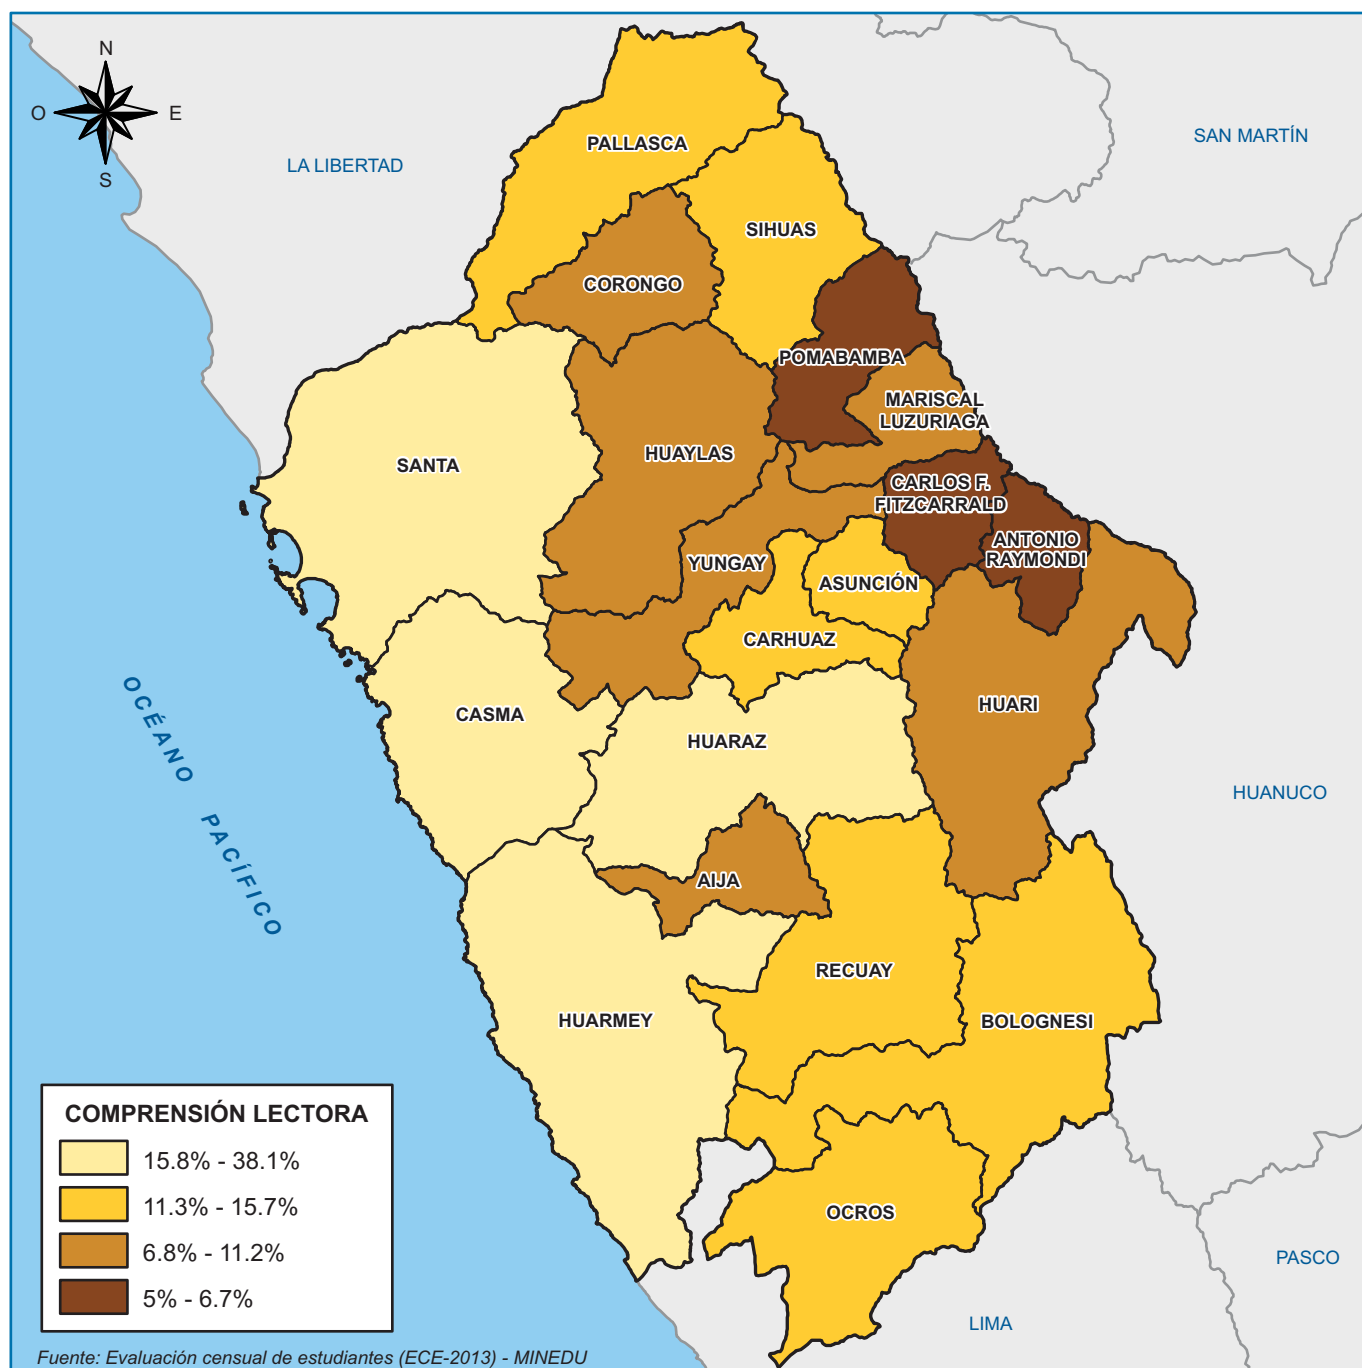 N
O
E
S
LA LIBERTAD
SAN MARTÍN
PALLASCA
SIHUAS
CORONGO
POMABAMBA
MARISCAL
LUZURIAGA
SANTA
HUAYLAS
CARLOS F.
FITZCARRALD
ANTONIO
RAYMONDI
YUNGAY
ASUNCIÓN
CARHUAZ
HUARI
CASMA
HUARAZ
OCÉANO PACÍFICO
HUANUCO
AIJA
RECUAY
HUARMEY
BOLOGNESI
OCROS
PASCO
LIMA
COMPRENSIÓN LECTORA
15.8% - 38.1%
11.3% - 15.7%
6.8% - 11.2%
5% - 6.7%
Fuente: Evaluación censual de estudiantes (ECE-2013) - MINEDU